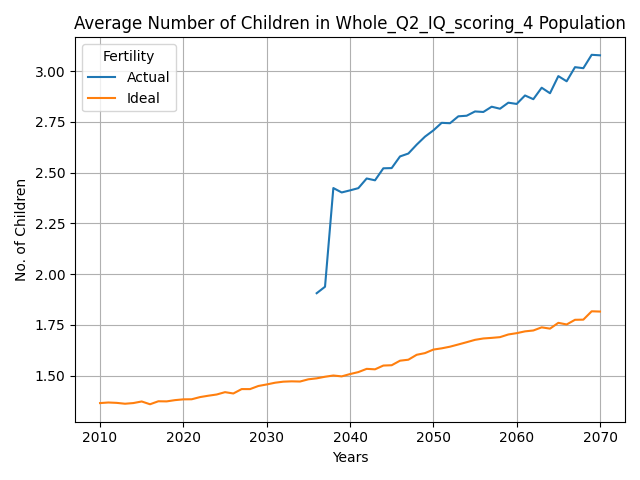 Average Number of Children in Whole_Q2_IQ_scoring_4 Population
Fertility
Actual
Ideal
No. of Children
3.00
2.75
2.50
2.25
2.00
1.75
1.50
2010 2020 2030 2040 2050 2060 2070
Years